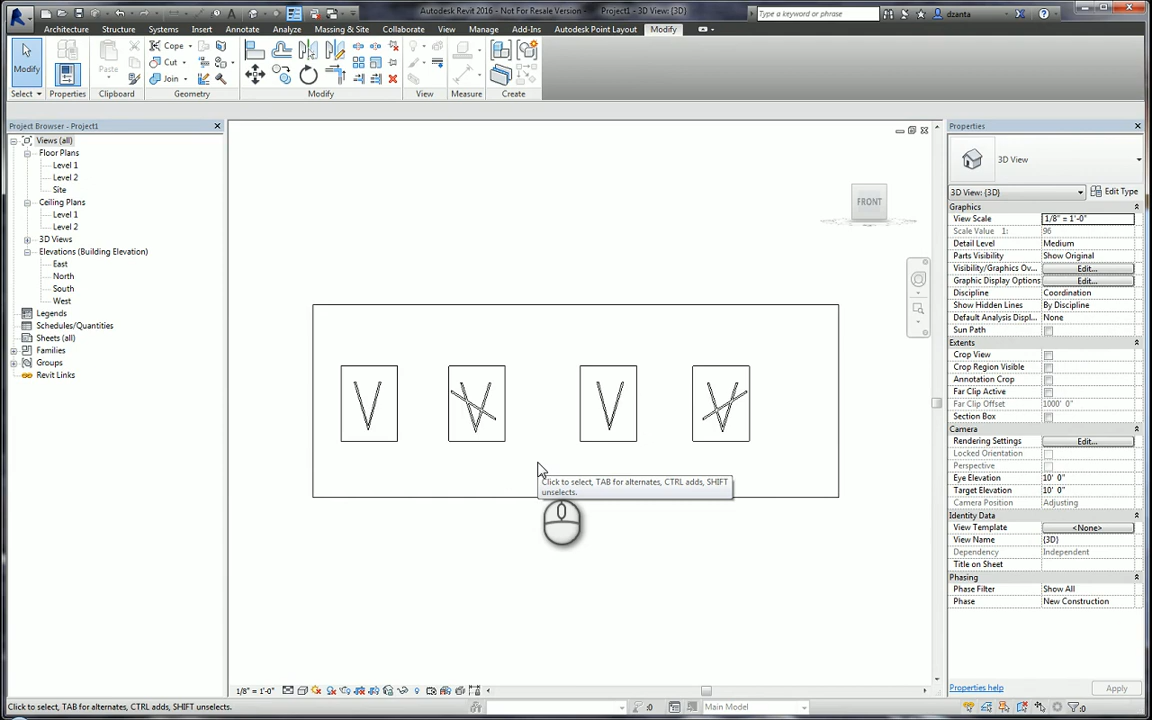 Autodesk Revit 2016 - Not For Resale Version - Project1 - 3D View: {3D}
Type a keyword or phrase
dzanta
Architecture Structure Systems Insert Annotate Analyze Massing & Site Collaborate View Manage Add-Ins Autodesk Point Layout Modify
Modify
Paste
Cope
Cut
Join
Select Properties Clipboard Geometry Modify View Measure Create
Project Browser - Project1
Views (all)
Floor Plans
Level 1
Level 2
Site
Ceiling Plans
Level 1
Level 2
3D Views
Elevations (Building Elevation)
East
North
South
West
Legends
Schedules/Quantities
Sheets (all)
Families
Groups
Revit Links
FRONT
Click to select, TAB for alternates, CTRL adds, SHIFT
unselects.
Properties
3D View
3D View: {3D} Edit Type
Graphics
View Scale 1/8" = 1'-0"
Scale Value 1: 96
Detail Level Medium
Parts Visibility Show Original
Visibility/Graphics Ov... Edit...
Graphic Display Options Edit...
Discipline Coordination
Show Hidden Lines By Discipline
Default Analysis Displ... None
Sun Path
Extents
Crop View
Crop Region Visible
Annotation Crop
Far Clip Active
Far Clip Offset 1000' 0"
Section Box
Camera
Rendering Settings Edit...
Locked Orientation
Perspective
Eye Elevation 10' 0"
Target Elevation 10' 0"
Camera Position Adjusting
Identity Data
View Template <None>
View Name {3D}
Dependency Independent
Title on Sheet
Phasing
Phase Filter Show All
Phase New Construction
Properties help Apply
1/8" = 1'-0"
Click to select, TAB for alternates, CTRL adds, SHIFT unselects.
:0
Main Model
:0